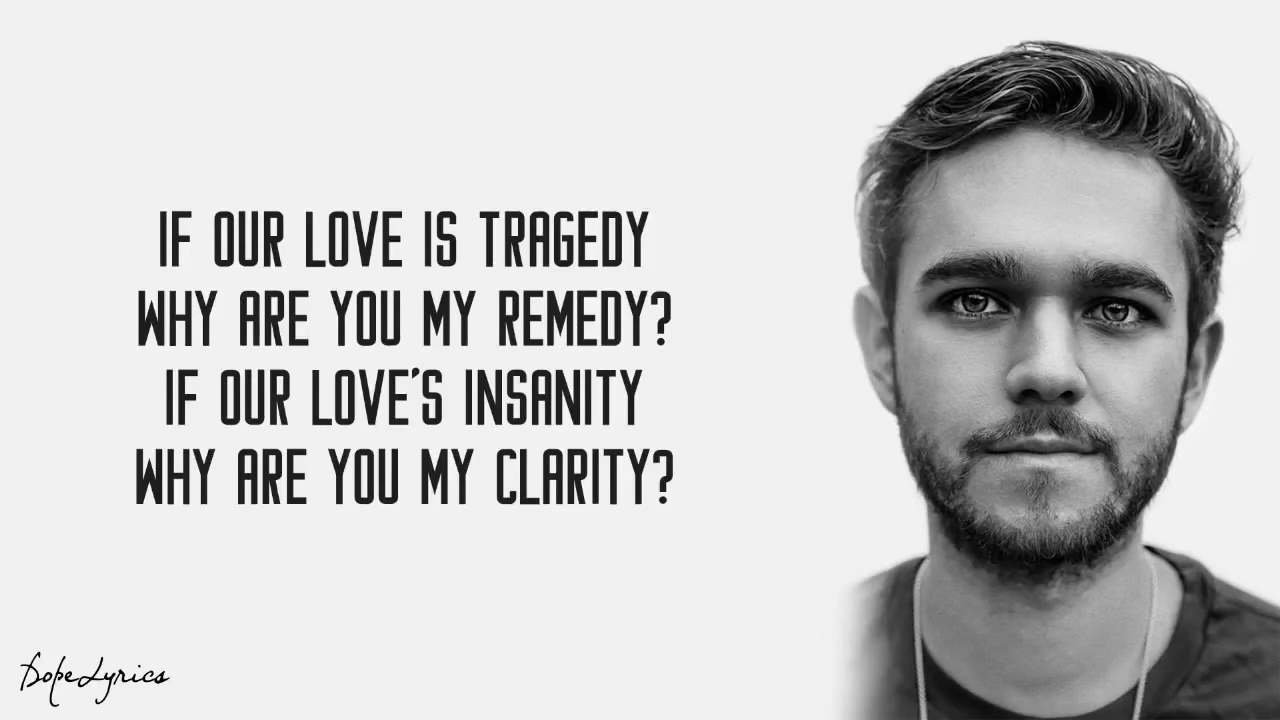 IF OUR LOVE IS TRAGEDY
WHY ARE YOU MY REMEDY?
IF OUR LOVE'S INSANITY
WHY ARE YOU MY CLARITY?
DopeLyrics